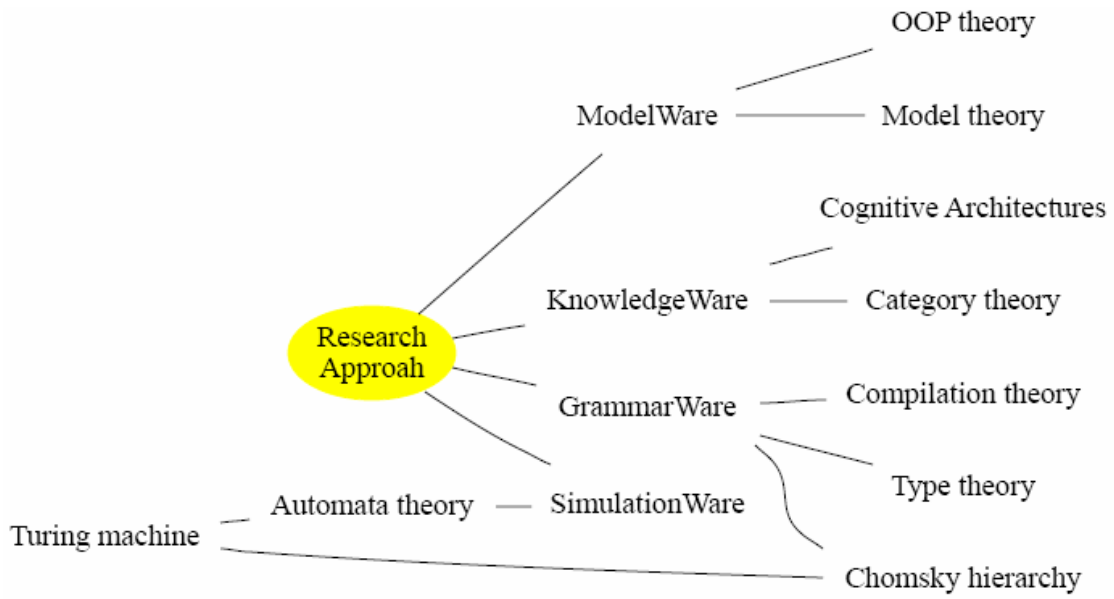 OOP theory
ModelWare
Model theory
Cognitive Architectures
KnowledgeWare
Category theory
Research
Approah
GrammarWare
Compilation theory
Type theory
Automata theory
SimulationWare
Turing machine
Chomsky hierarchy